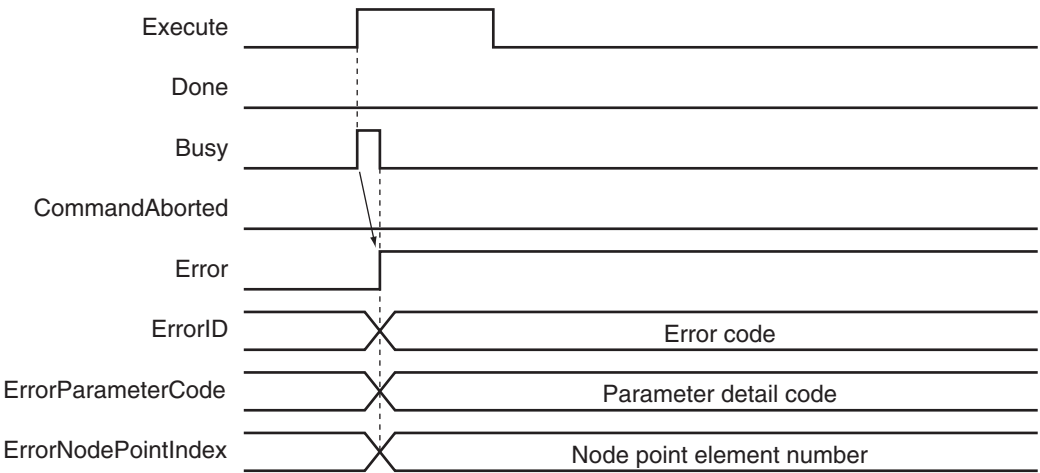 Execute
Done
Busy
CommandAborted
Error
ErrorID
Error code
ErrorParameterCode
Parameter detail code
ErrorNodePointIndex
Node point element number